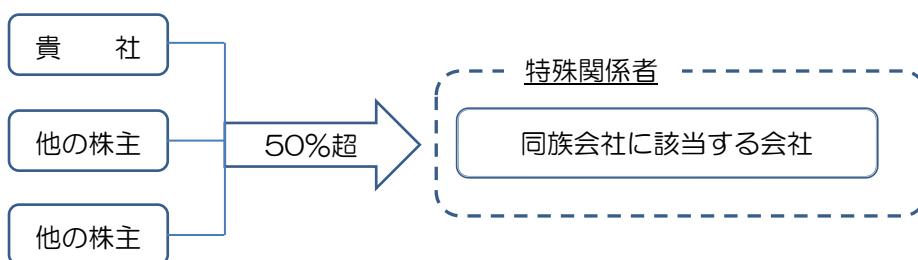 貴　　社
特殊関係者
他の株主
50%超
同族会社に該当する会社
他の株主